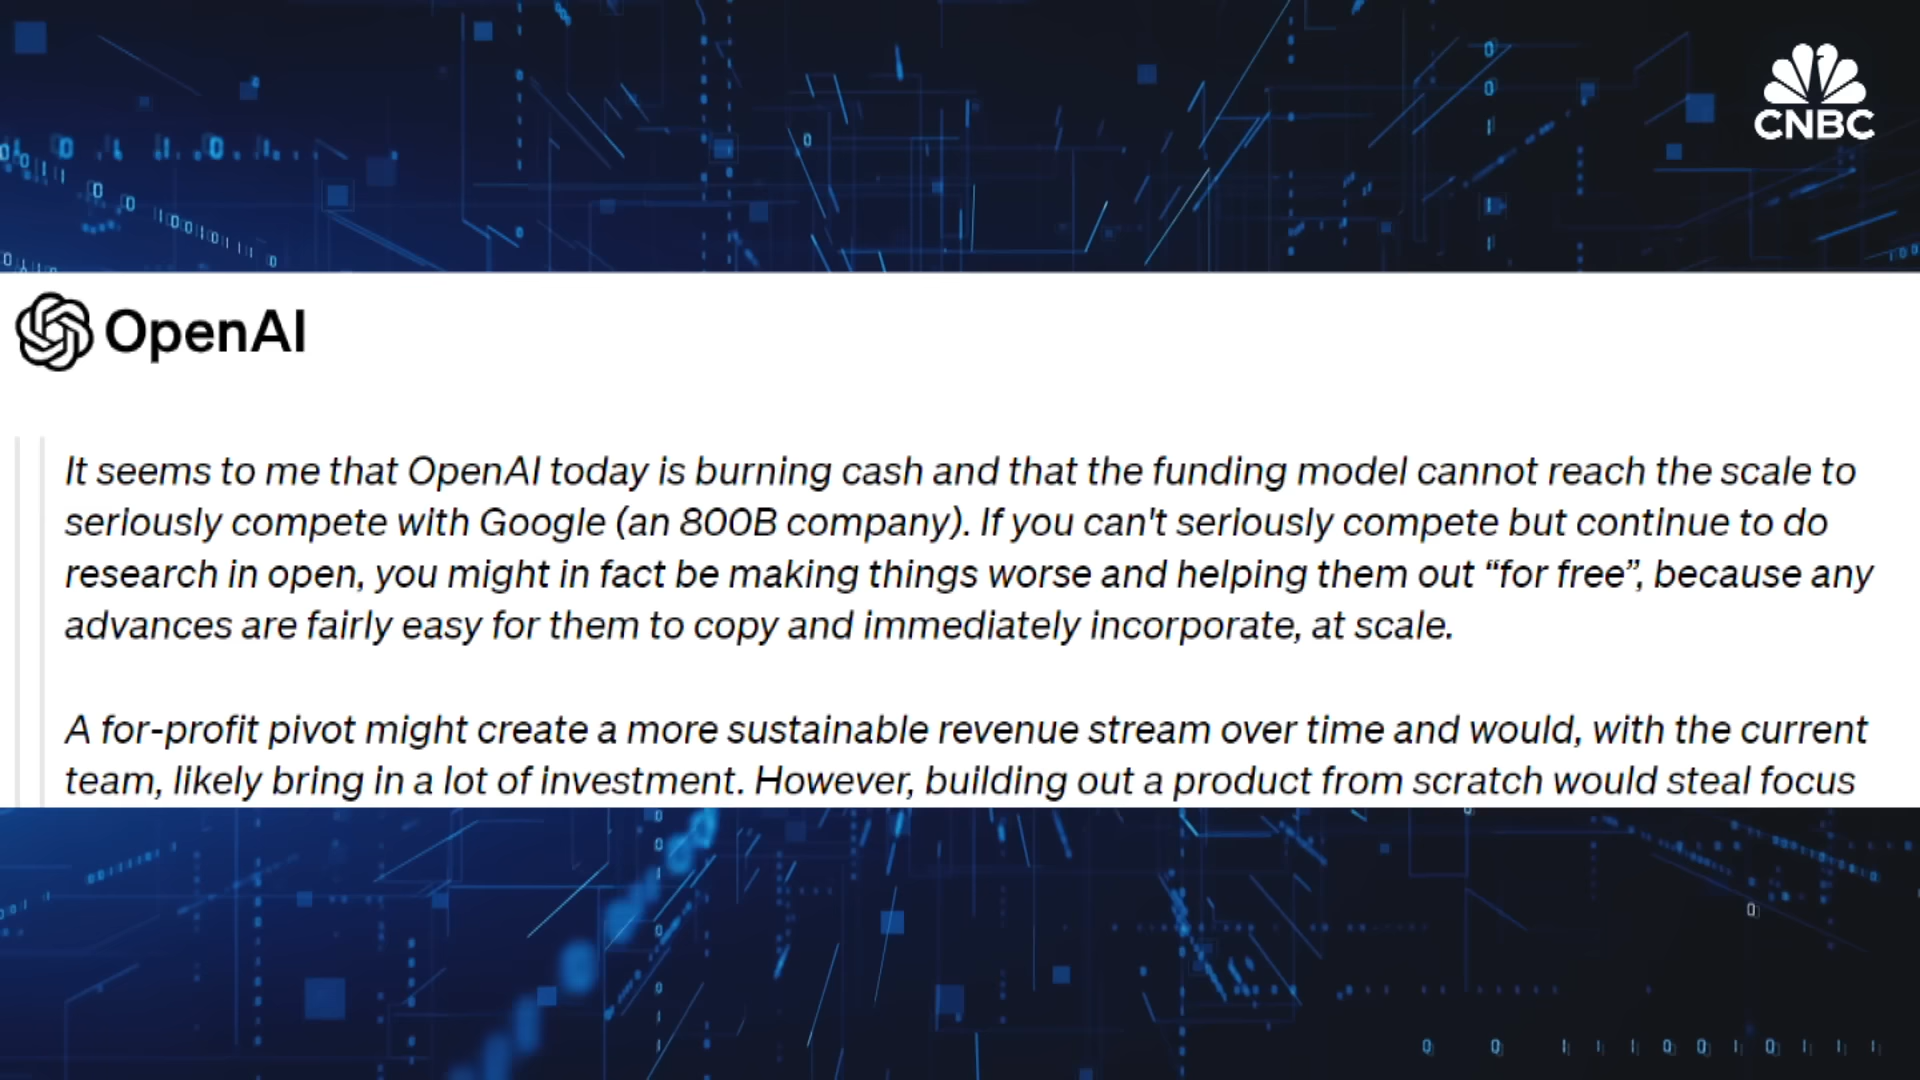 CNBC
OpenAI
It seems to me that OpenAI today is burning cash and that the funding model cannot reach the scale to
seriously compete with Google (an 800B company). If you can't seriously compete but continue to do
research in open, you might in fact be making things worse and helping them out “for free”, because any
advances are fairly easy for them to copy and immediately incorporate, at scale.
A for-profit pivot might create a more sustainable revenue stream over time and would, with the current
team, likely bring in a lot of investment. However, building out a product from scratch would steal focus